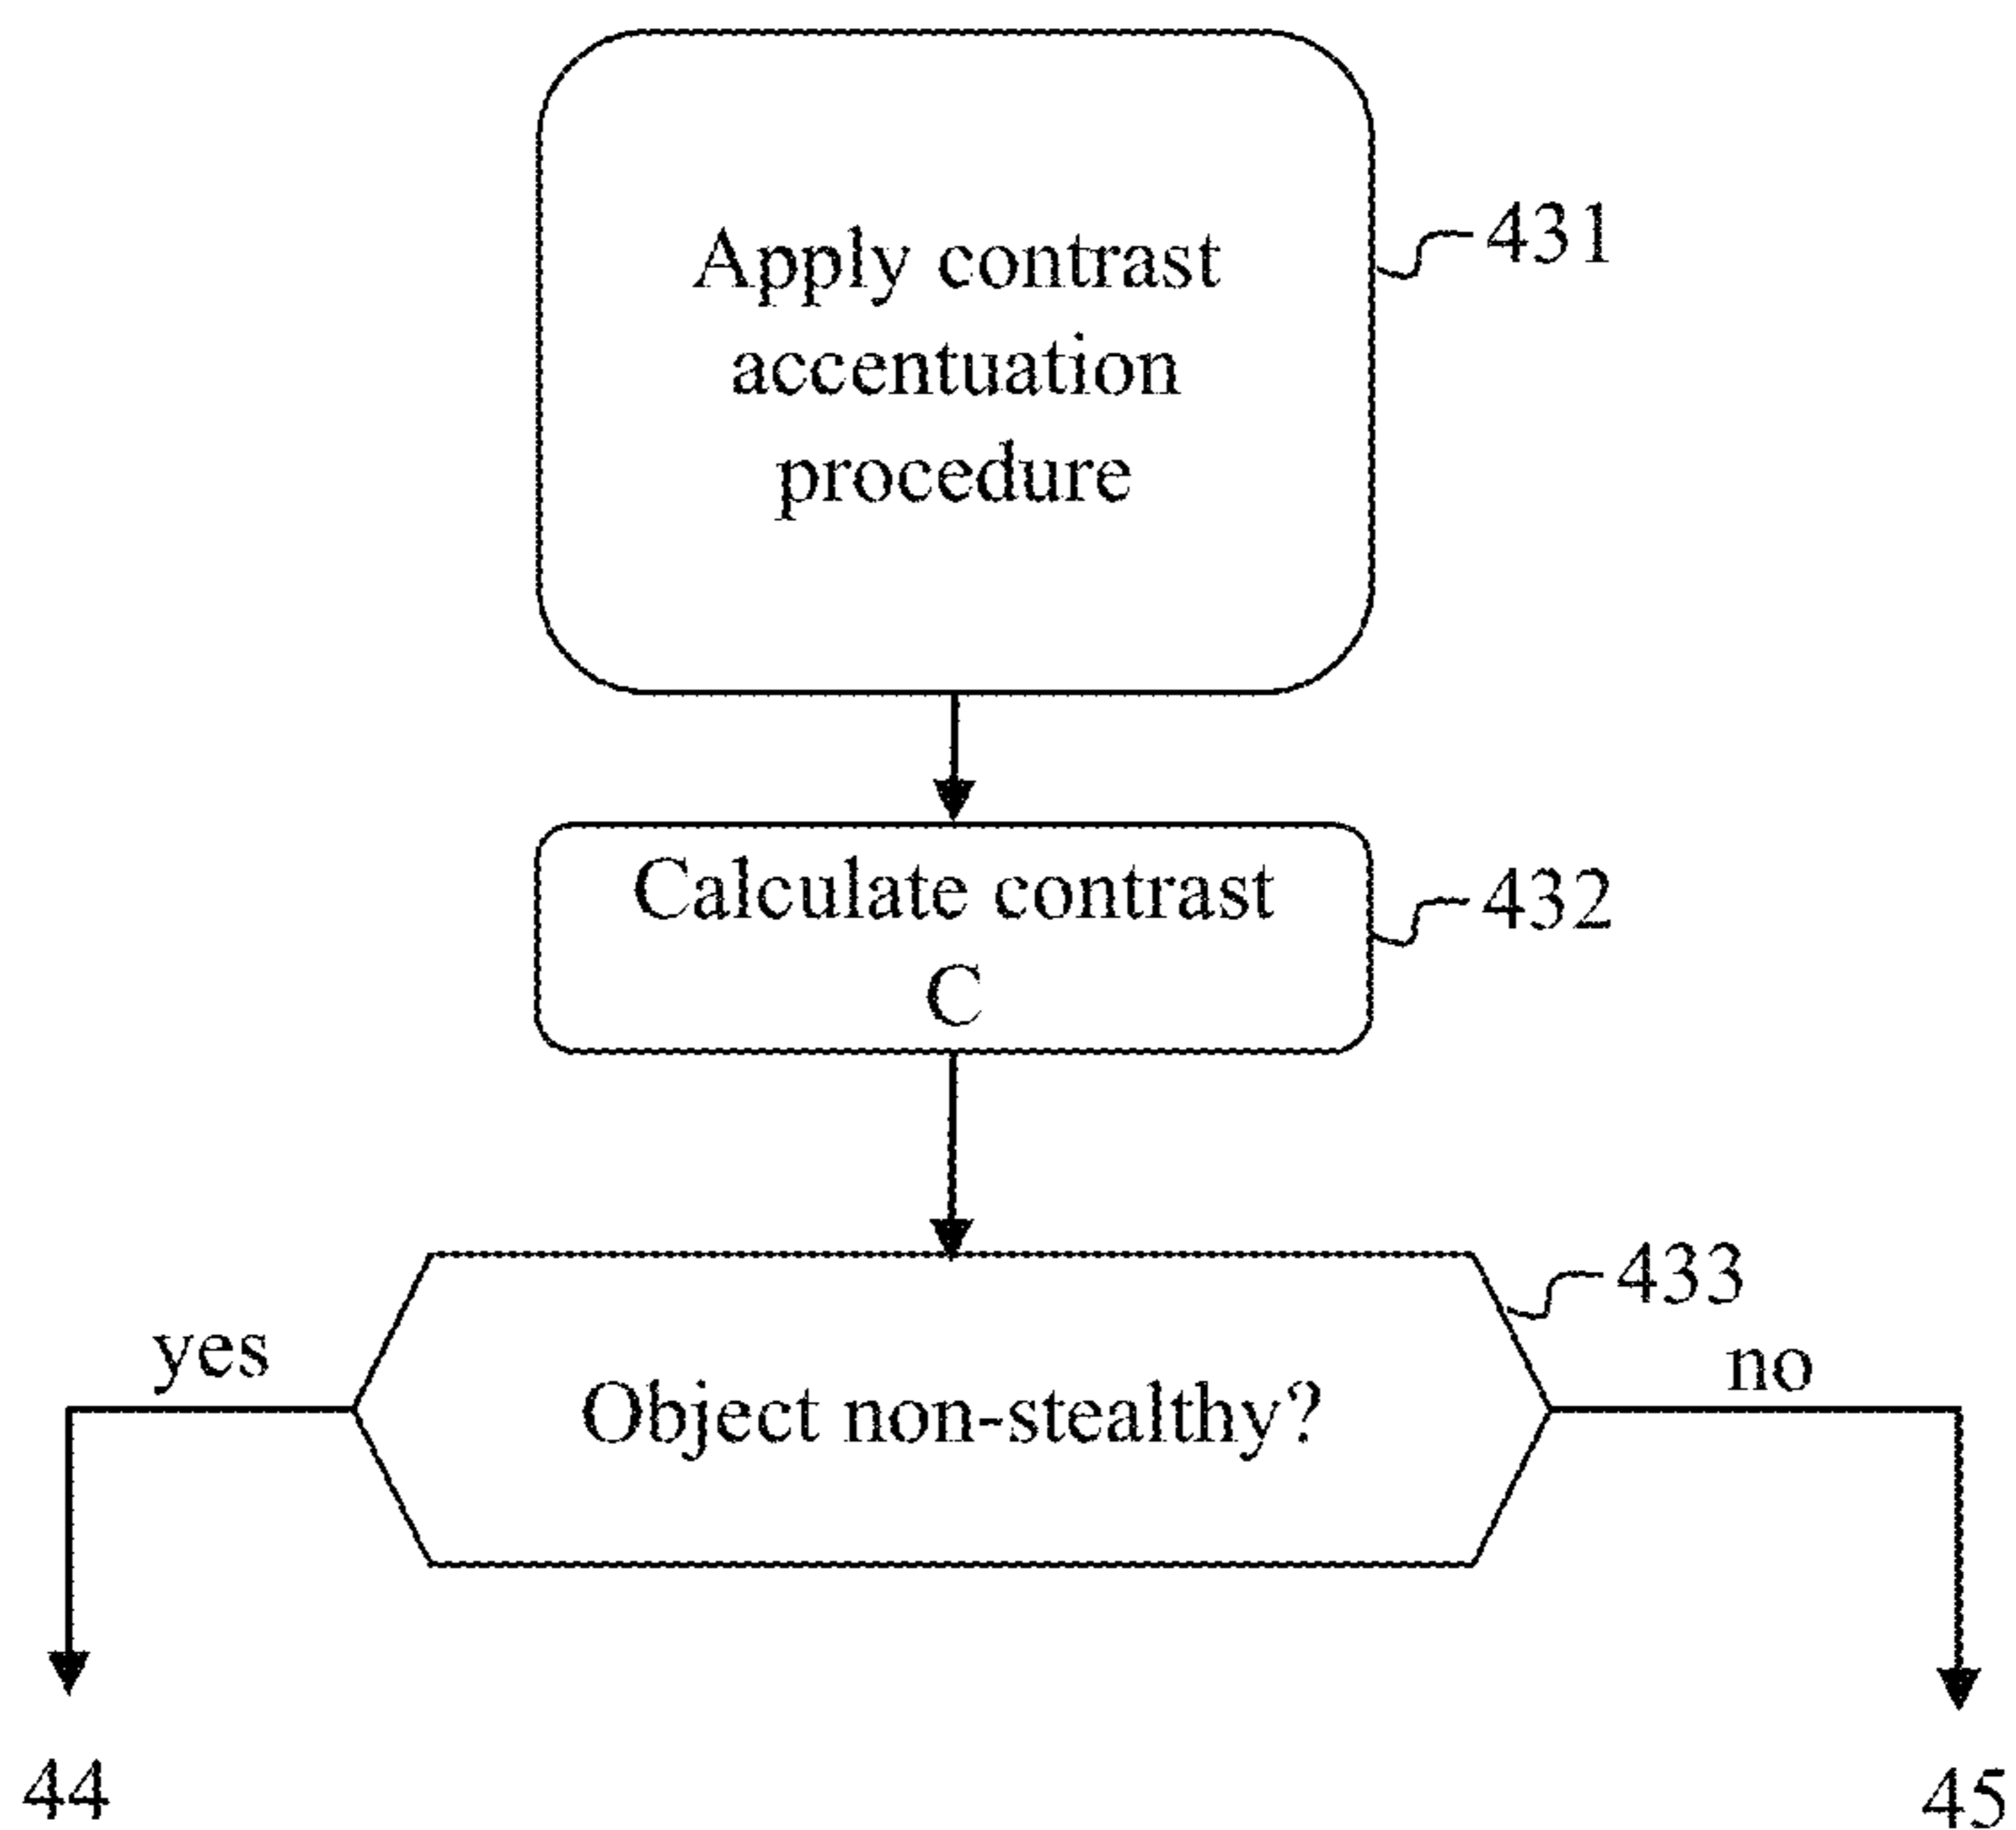 Apply contrast
accentuation
procedure
431
Calculate contrast
C
432
433
yes
Object non-stealthy?
no
44
45